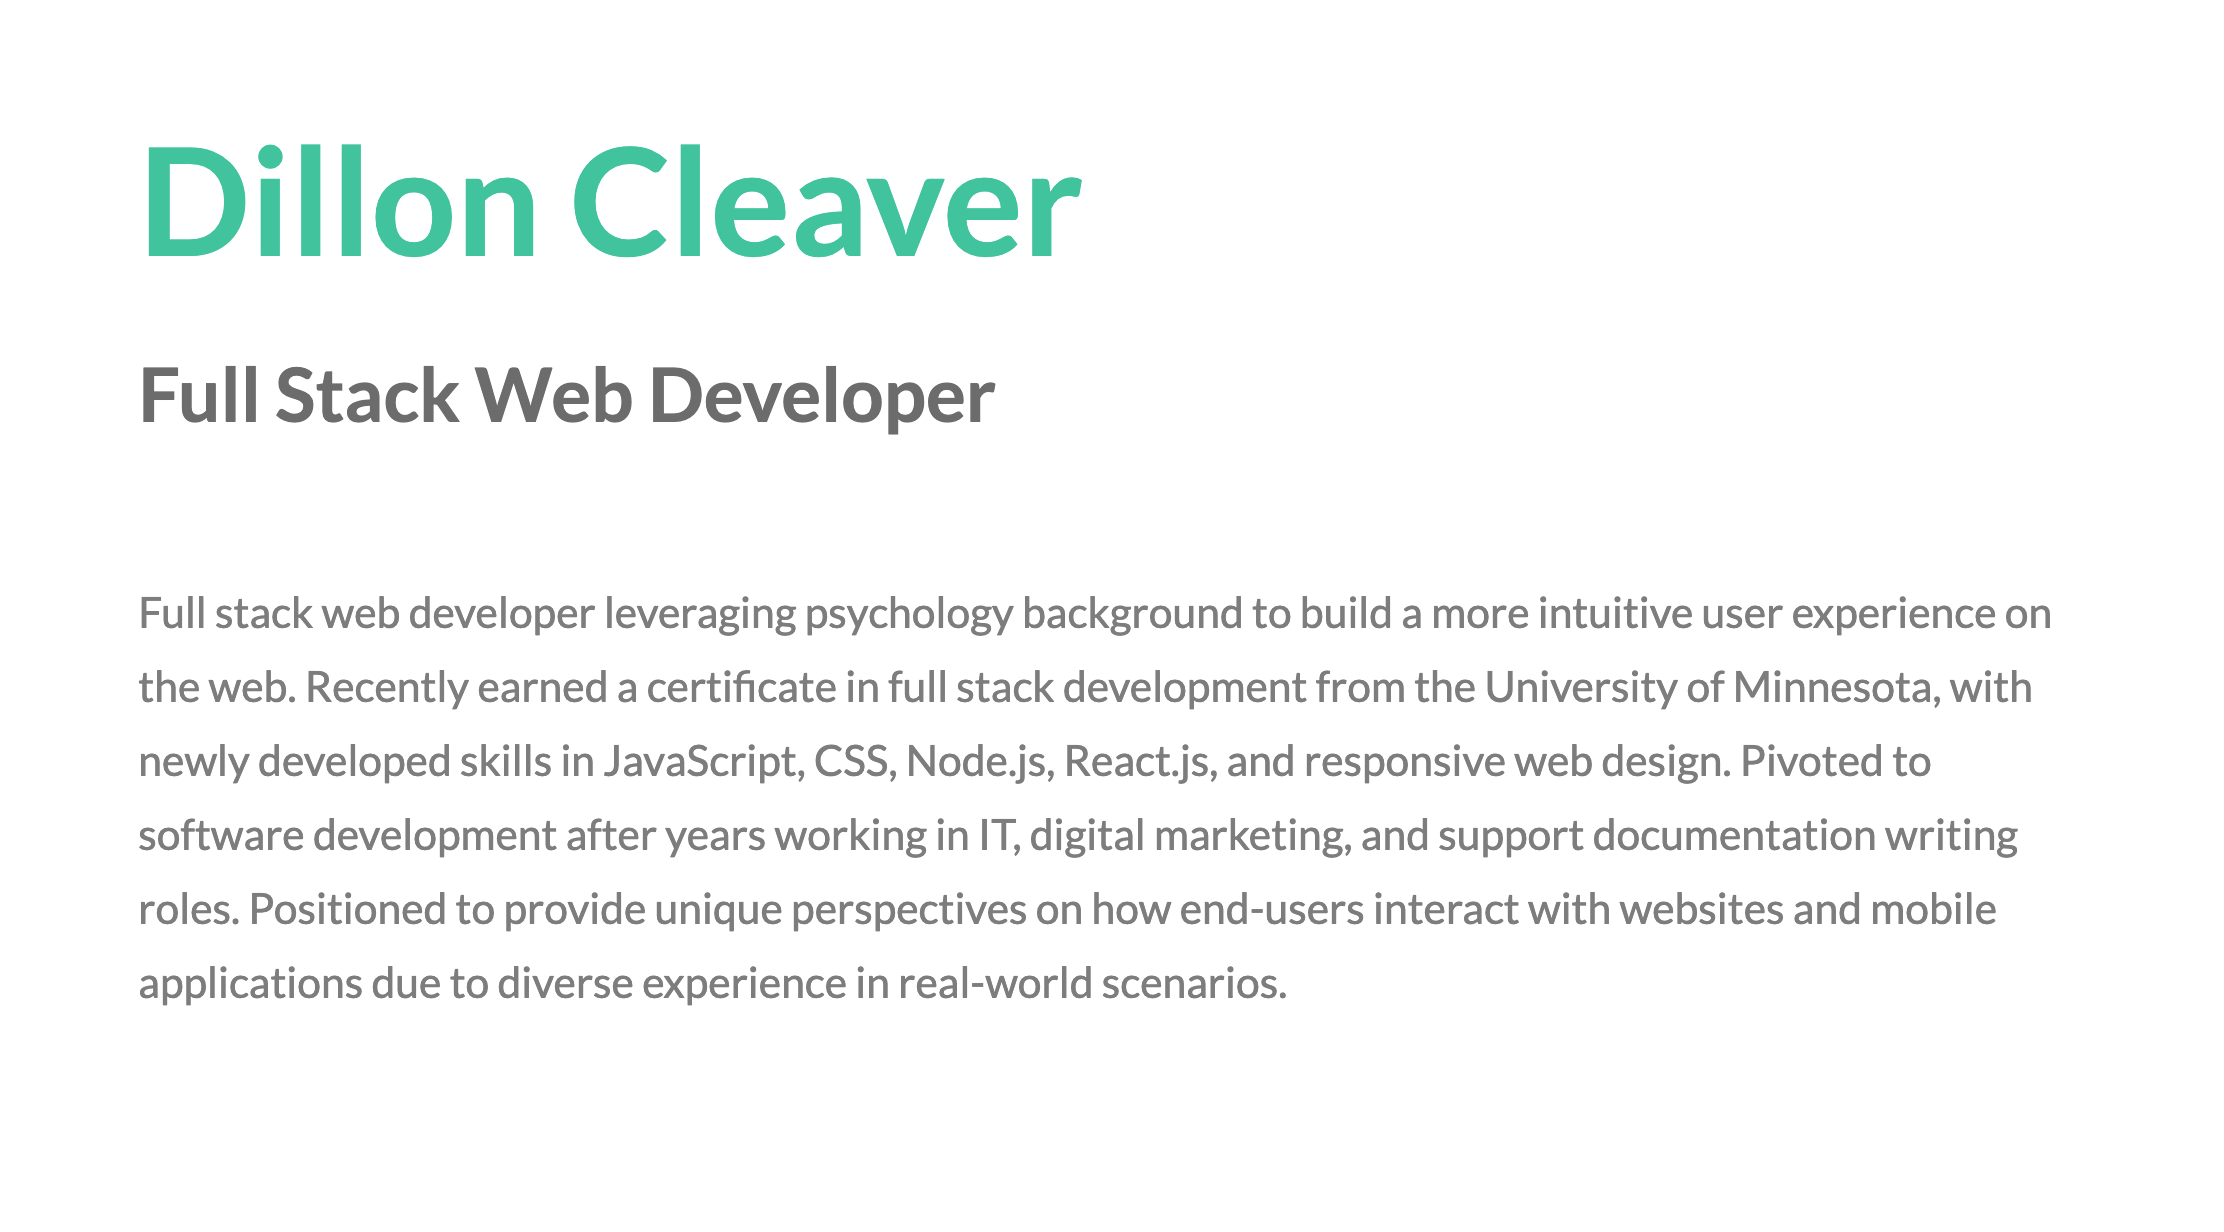 Dillon Cleaver
Full Stack Web Developer
Full stack web developer leveraging psychology background to build a more intuitive user experience on
the web. Recently earned a certificate in full stack development from the University of Minnesota, with
newly developed skills in JavaScript, CSS, Node.js, React.js, and responsive web design. Pivoted to
software development after years working in IT, digital marketing, and support documentation writing
roles. Positioned to provide unique perspectives on how end-users interact with websites and mobile
applications due to diverse experience in real-world scenarios.